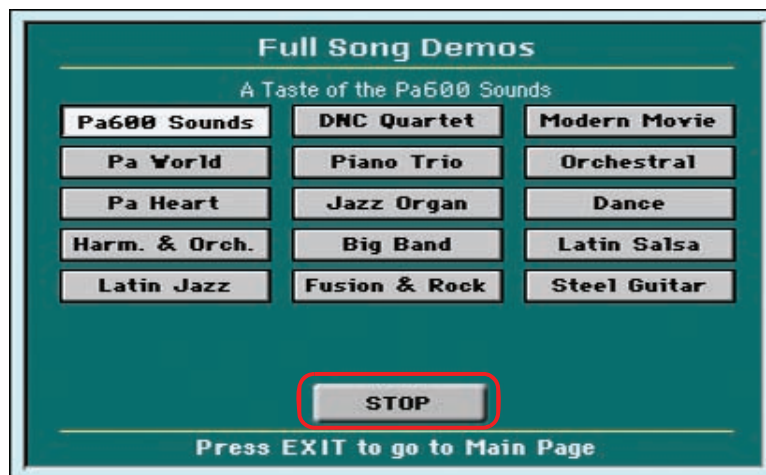 Full Song Demos
A Taste of the Pa600 Sounds
Pa600 Sounds DNC Quartet Modern Movie
Pa World Piano Trio Orchestral
Pa Heart Jazz Organ Dance
Harm. & Orch. Big Band Latin Salsa
Latin Jazz Fusion & Rock Steel Guitar
STOP
Press EXIT to go to Main Page